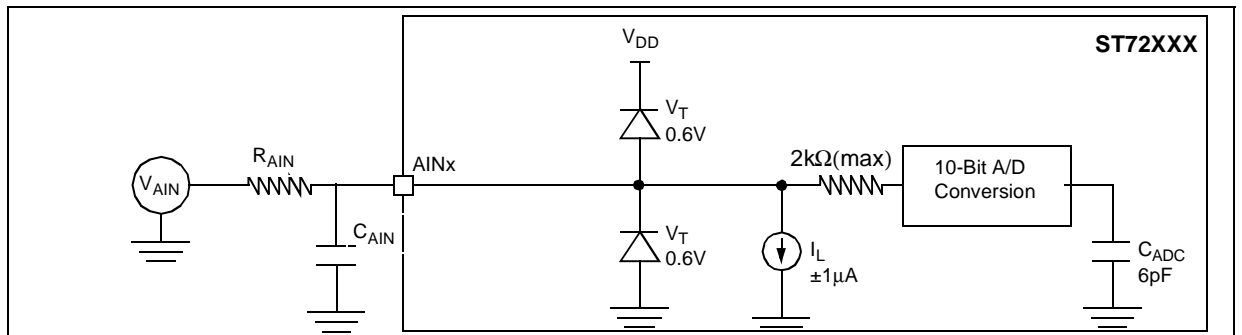 ST72XXX
V_DD
V_T
0.6V
R_AIN
AINx
V_AIN
C_AIN
V_T
0.6V
I_L
±1μA
2kΩ(max)
10-Bit A/D
Conversion
C_ADC
6pF